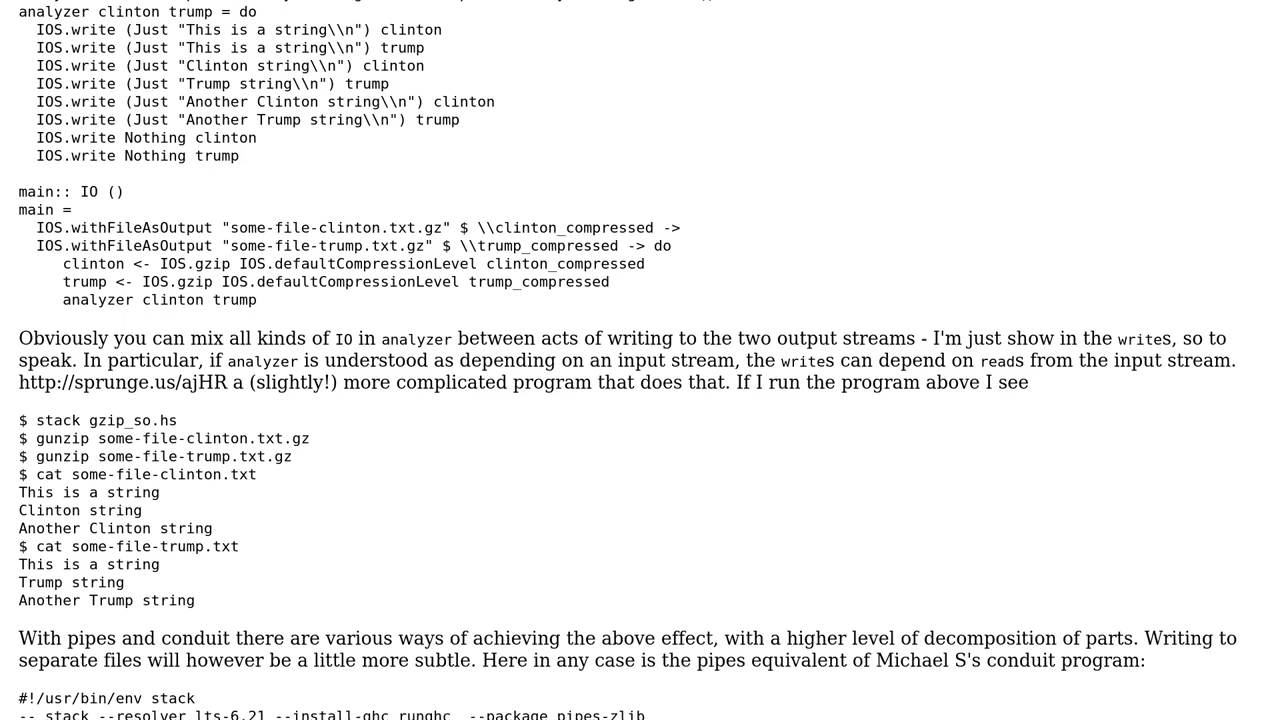 analyzer clinton trump = do
  IOS.write (Just "This is a string\\n") clinton
  IOS.write (Just "This is a string\\n") trump
  IOS.write (Just "Clinton string\\n") clinton
  IOS.write (Just "Trump string\\n") trump
  IOS.write (Just "Another Clinton string\\n") clinton
  IOS.write (Just "Another Trump string\\n") trump
  IOS.write Nothing clinton
  IOS.write Nothing trump
main:: IO ()
main =
  IOS.withFileAsOutput "some-file-clinton.txt.gz" $ \\clinton_compressed ->
  IOS.withFileAsOutput "some-file-trump.txt.gz" $ \\trump_compressed -> do
     clinton <- IOS.gzip IOS.defaultCompressionLevel clinton_compressed
     trump <- IOS.gzip IOS.defaultCompressionLevel trump_compressed
     analyzer clinton trump
Obviously you can mix all kinds of IO in analyzer between acts of writing to the two output streams - I'm just show in the writes, so to
speak. In particular, if analyzer is understood as depending on an input stream, the writes can depend on reads from the input stream.
http://sprunge.us/ajHR a (slightly!) more complicated program that does that. If I run the program above I see
$ stack gzip_so.hs
$ gunzip some-file-clinton.txt.gz
$ gunzip some-file-trump.txt.gz
$ cat some-file-clinton.txt
This is a string
Clinton string
Another Clinton string
$ cat some-file-trump.txt
This is a string
Trump string
Another Trump string
With pipes and conduit there are various ways of achieving the above effect, with a higher level of decomposition of parts. Writing to
separate files will however be a little more subtle. Here in any case is the pipes equivalent of Michael S's conduit program:
#!/usr/bin/env stack
-- stack --resolver lts-6.21 --install-ghc runghc  --package pipes-zlib